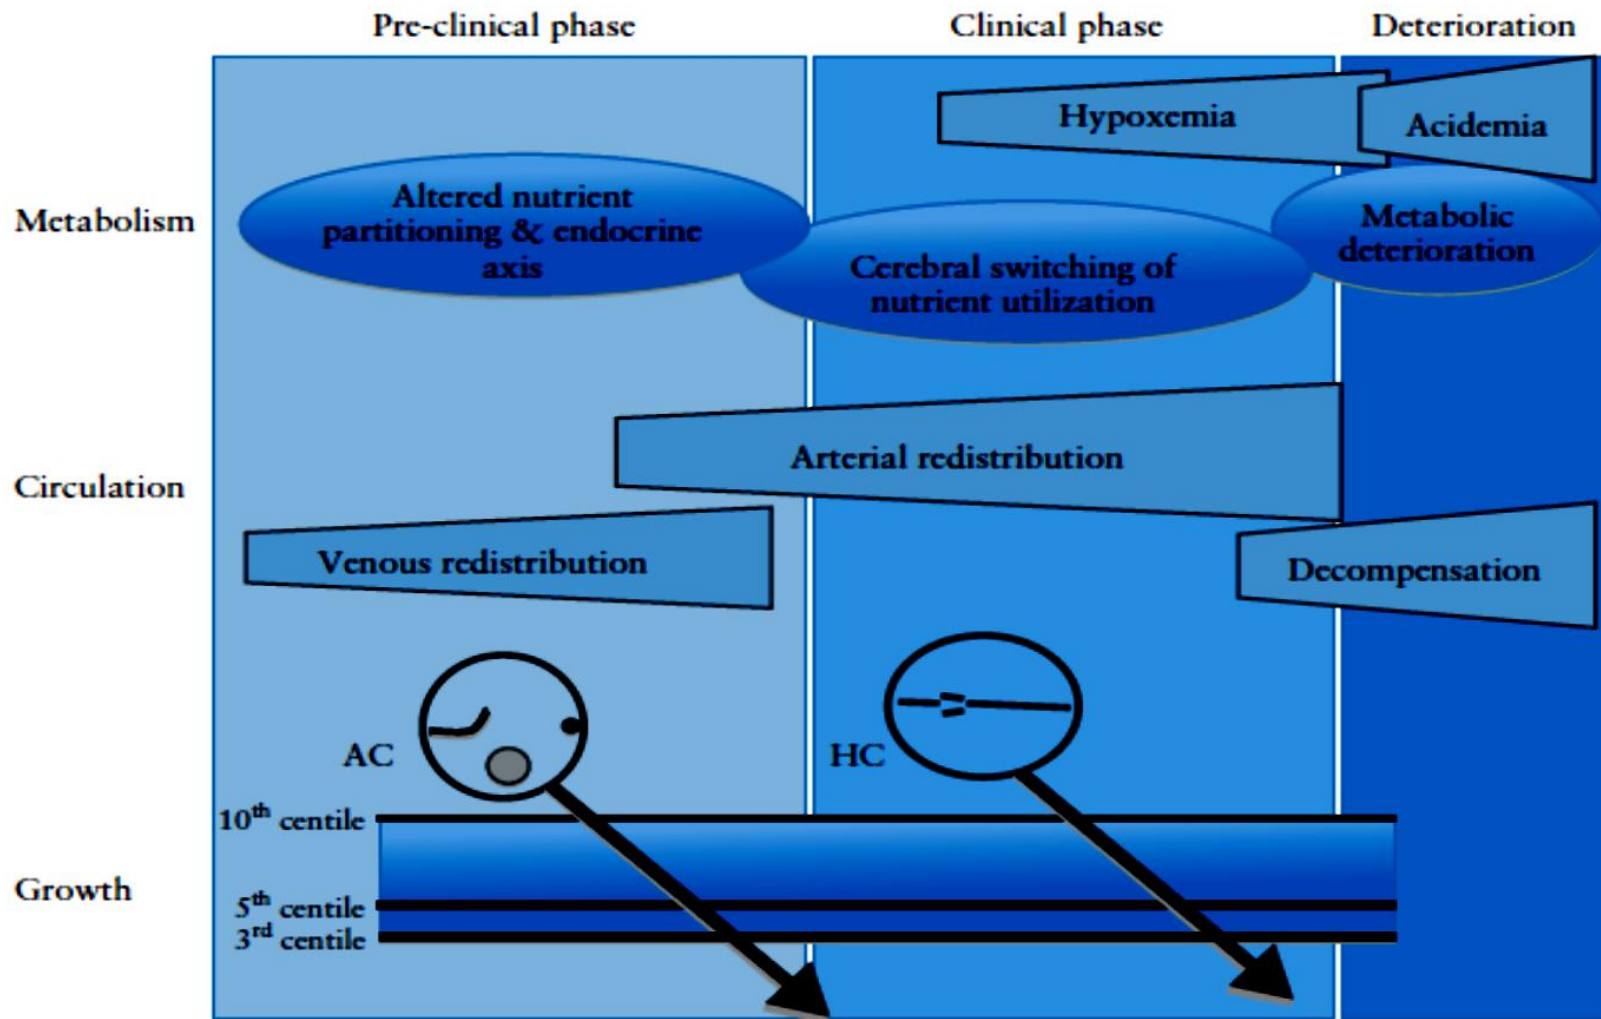 Pre-clinical phase
Clinical phase
Deterioration
Hypoxemia
Acidemia
Metabolism
Altered nutrient
partitioning & endocrine
axis
Cerebral switching of
nutrient utilization
Metabolic
deterioration
Arterial redistribution
Circulation
Venous redistribution
Decompensation
AC
HC
10th centile
Growth
5th centile
3rd centile